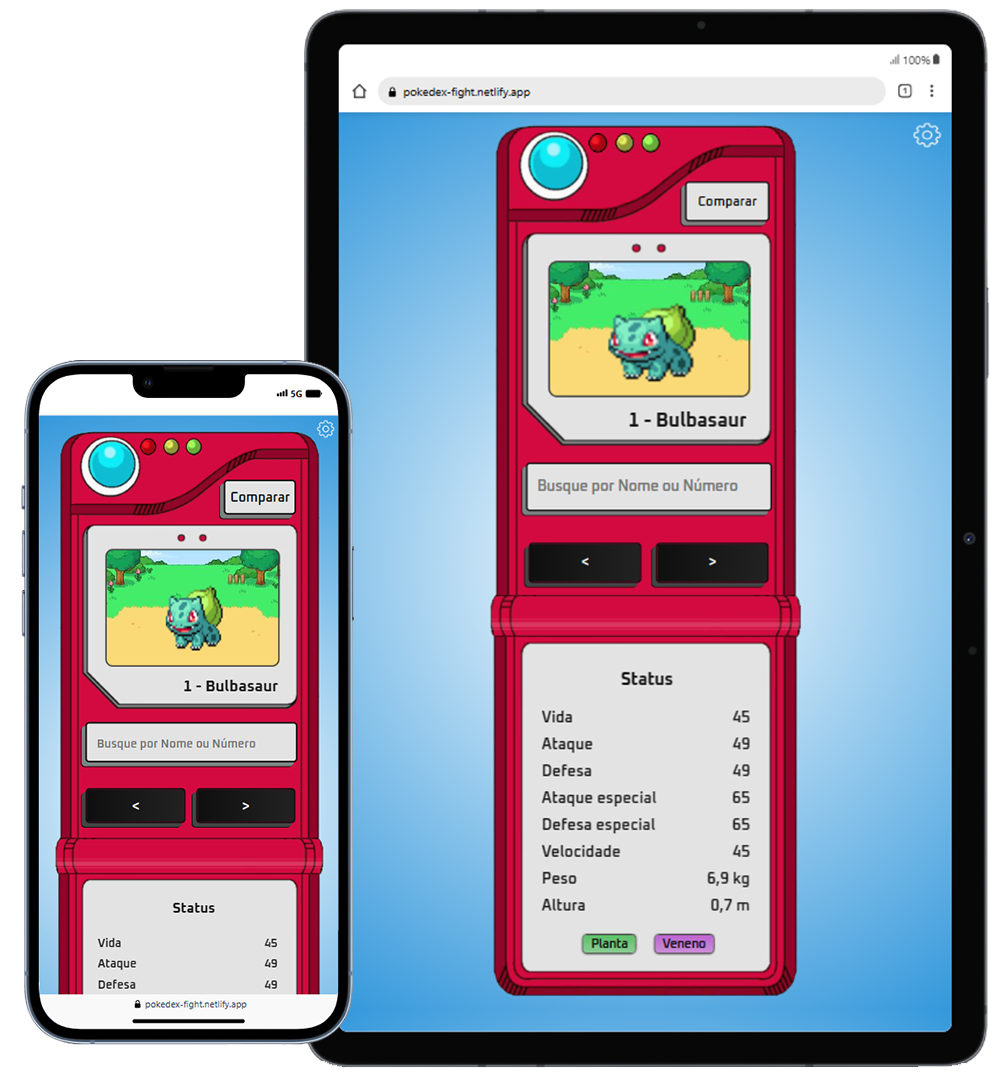 100%
pokedex-fight.netlify.app
1
Comparar
1 - Bulbasaur
Busque por Nome ou Número
< >
Status
Vida 45
Ataque 49
Defesa 49
Ataque especial 65
Defesa especial 65
Velocidade 45
Peso 6,9 kg
Altura 0,7 m
Planta Veneno
5G
Comparar
1 - Bulbasaur
Busque por Nome ou Número
< >
Status
Vida 45
Ataque 49
Defesa 49
pokedex-fight.netlify.app